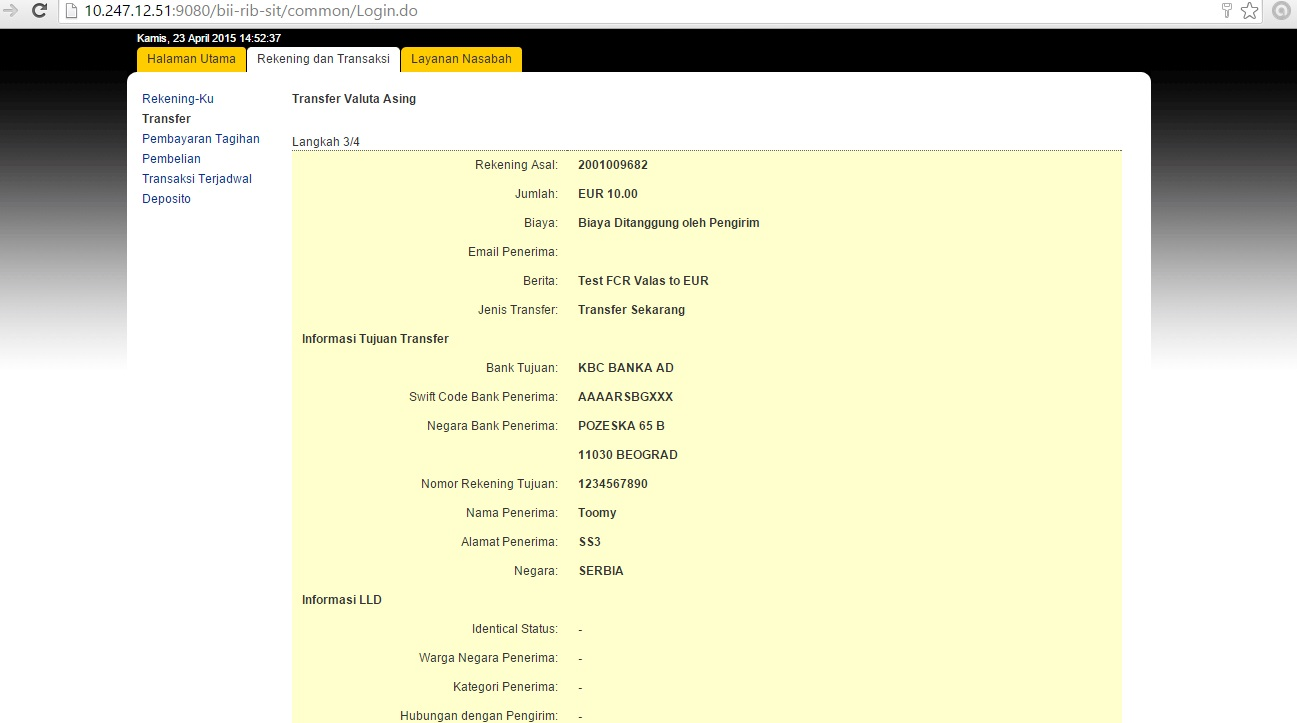 10.247.12.51:9080/bii-rib-sit/common/Login.do
Kamis, 23 April 2015 14:52:37
Halaman Utama Rekening dan Transaksi Layanan Nasabah
Rekening-Ku
Transfer
Pembayaran Tagihan
Pembelian
Transaksi Terjadwal
Deposito
Transfer Valuta Asing
Langkah 3/4
Rekening Asal: 2001009682
Jumlah: EUR 10.00
Biaya: Biaya Ditanggung oleh Pengirim
Email Penerima:
Berita: Test FCR Valas to EUR
Jenis Transfer: Transfer Sekarang
Informasi Tujuan Transfer
Bank Tujuan: KBC BANKA AD
Swift Code Bank Penerima: AAAARSBGXXX
Negara Bank Penerima: POZESKA 65 B
11030 BEOGRAD
Nomor Rekening Tujuan: 1234567890
Nama Penerima: Toomy
Alamat Penerima: SS3
Negara: SERBIA
Informasi LLD
Identical Status: -
Warga Negara Penerima: -
Kategori Penerima: -
Hubungan dengan Pengirim: -